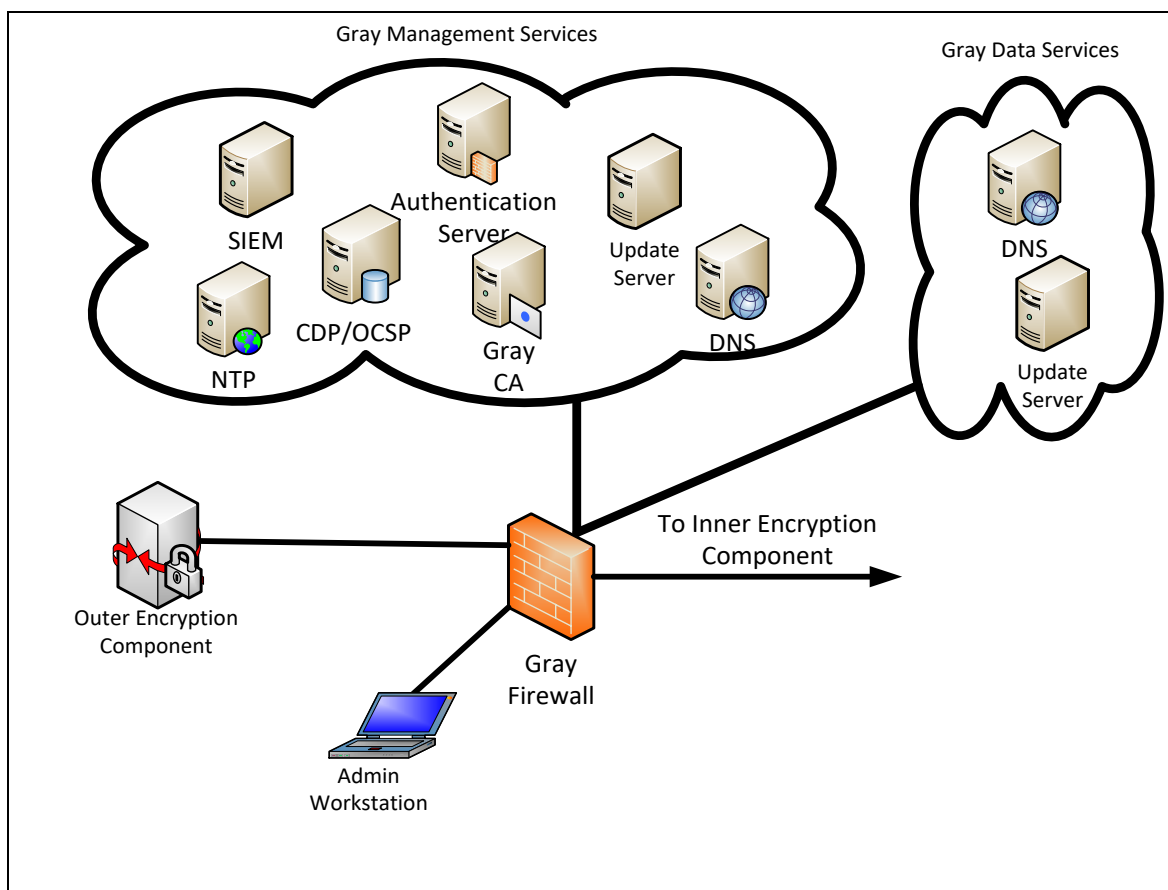 Gray Management Services
Gray Data Services
Authentication
Server
SIEM
Update
Server
DNS
CDP/OCSP
Gray
CA
DNS
NTP
Update
Server
To Inner Encryption
Component
Outer Encryption
Component
Gray
Firewall
Admin
Workstation